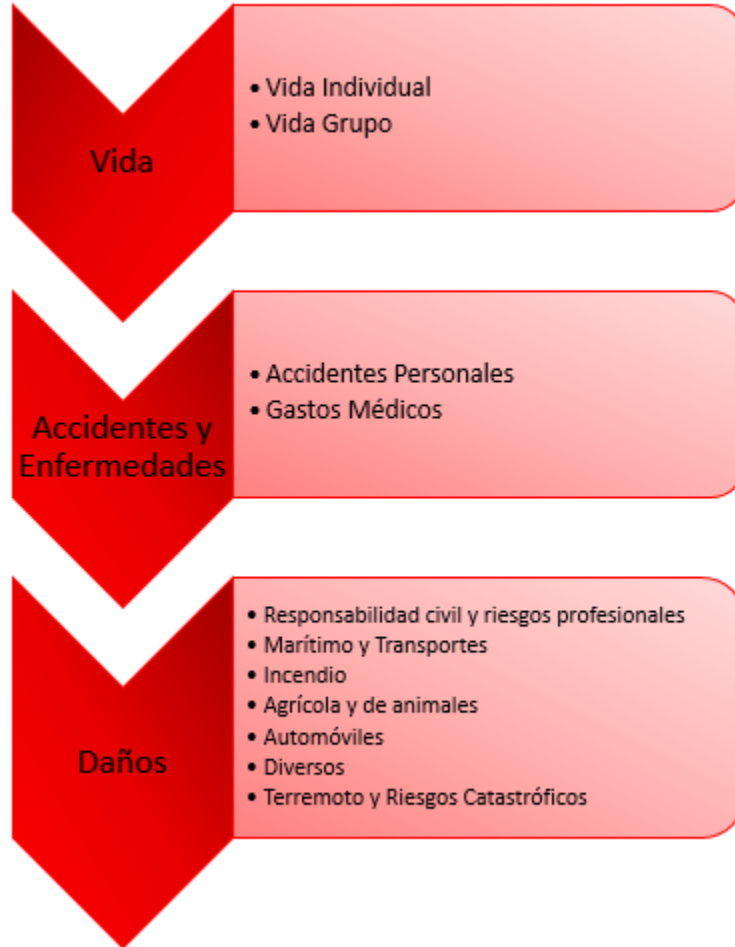 Vida
• Vida Individual
• Vida Grupo
Accidentes y
Enfermedades
• Accidentes Personales
• Gastos Médicos
Daños
• Responsabilidad civil y riesgos profesionales
• Marítimo y Transportes
• Incendio
• Agrícola y de animales
• Automóviles
• Diversos
• Terremoto y Riesgos Catastróficos